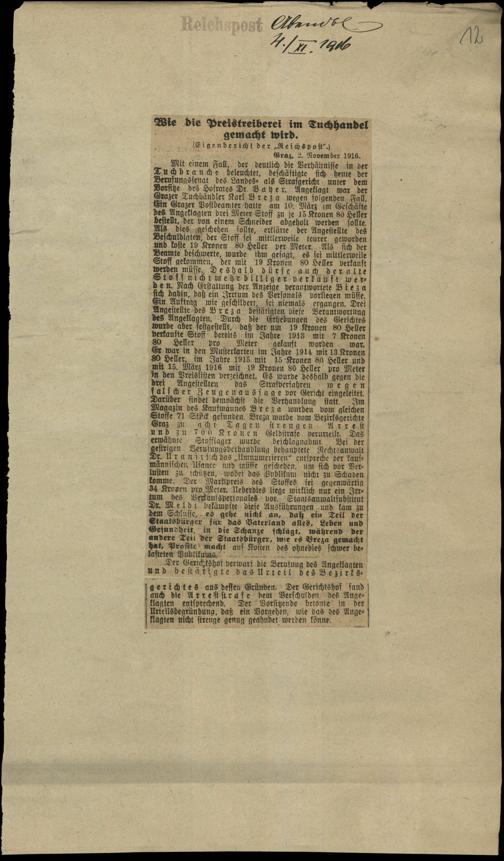 Reichspost
Abendbl
4./XI. 1916
12
Wie die Preistreiberei im Tuchhandel
gemacht wird.
(Eigenbericht der „Reichspost“.)
Graz, 2. November 1916.
Mit einem Fall, der deutlich die Verhältnisse in der
Tuchbranche beleuchtet, beschäftigte sich heute der
Berufungssenat des Landes- als Strafgericht unter dem
Vorsitze des Hofrates Dr. Bayer. Angeklagt war der
Grazer Tuchhändler Karl Breza wegen folgenden Fall.
Ein Grazer Postbeamter hatte am 10. März im Geschäfte
des Angeklagten drei Meter Stoff zu je 15 Kronen 80 Heller
bestellt, der von einem Schneider abgeholt werden sollte.
Als dies geschehen sollte, erklärte der Angestellte des
Beschuldigten, der Stoff sei mittlerweile teurer geworden
und koste 19 Kronen 80 Heller per Meter. Als sich der
Beamte beschwerte, wurde ihm gesagt, es sei mittlerweile
Stoff gekommen, der mit 19 Kronen 80 Heller verkauft
werden müsse. Deshalb dürfe auch der alte
Stoff nicht mehr billiger verkauft wer-
den. Nach Erstattung der Anzeige verantwortete Breza
sich dahin, daß ein Irrtum des Personals vorliegen müsse.
Ein Auftrag, wie geschildert, sei niemals ergangen. Drei
Angestellte des Breza bestätigten diese Verantwortung
des Angeklagten. Durch die Erhebungen des Gerichtes
wurde aber festgestellt, daß der um 19 Kronen 80 Heller
verkaufte Stoff bereits im Jahre 1913 mit 7 Kronen
80 Heller pro Meter gekauft worden war.
Er war in den Musterkarten im Jahre 1914 mit 13 Kronen
80 Heller, im Jahre 1915 mit 15 Kronen 80 Heller und
mit 15. März 1916 mit 19 Kronen 80 Heller pro Meter
in den Preislisten verzeichnet. Es wurde deshalb gegen die
drei Angestellten das Strafverfahren wegen
falscher Zeugenaussage vor Gericht eingeleitet.
Darüber findet demnächst die Verhandlung statt. Im
Magazin des Kaufmannes Breza wurden vom gleichen
Stoffe 71 Stück gefunden. Breza wurde vom Bezirksgerichte
Graz zu acht Tagen strengen Arrest
und zu 700 Kronen Geldstrafe verurteilt. Das
erwähnte Stofflager wurde beschlagnahmt. Bei der
gestrigen Berufungsverhandlung behauptete Rechtsanwalt
Dr. das „Umnumerieren“ entspreche der kauf-
männischen Usance und müsse geschehen, um sich vor Ver-
lusten zu schützen, wobei das Publikum nicht zu Schaden
komme. Der Marktpreis des Stoffes sei gegenwärtig
34 Kronen pro Meter. Ueberdies liege wirklich nur ein Irr-
tum des Verkaufspersonales vor. Staatsanwaltsubstitut
Dr. bekämpfte diese Ausführungen und kam zu
dem Schlusse, es gehe nicht an, daß ein Teil der
Staatsbürger für das Vaterland alles, Leben und
Gesundheit, in die Schanze schlägt, während der
andere Teil der Staatsbürger, wie es Breza gemacht
hat, Profite macht auf Kosten des ohnedies schwer be-
lasteten Publikums.
Der Gerichtshof verwarf die Berufung des Angeklagten
und bestätigte das Urteil des Bezirks-
gerichtes aus dessen Gründen. Der Gerichtshof fand
auch die Arreststrafe dem Verschulden des Ange-
klagten entsprechend. Der Vorsitzende betonte in der
Urteilsbegründung, daß ein Vorgehen, wie das des Ange-
klagten nicht strenge genug geahndet werden könne.